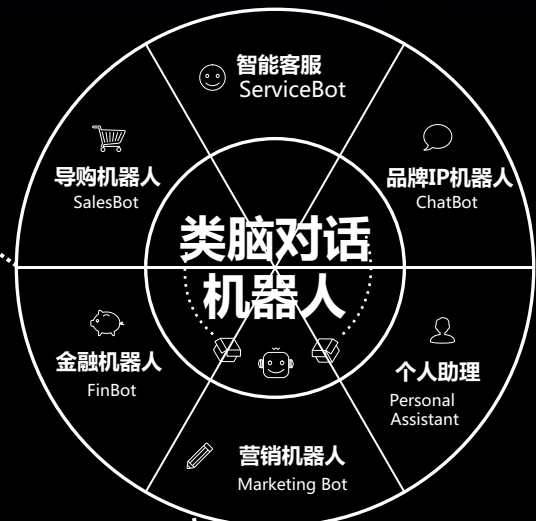 智能客服
ServiceBot
导购机器人
SalesBot
品牌IP机器人
ChatBot
类脑对话
机器人
金融机器人
FinBot
个人助理
Personal
Assistant
营销机器人
Marketing Bot